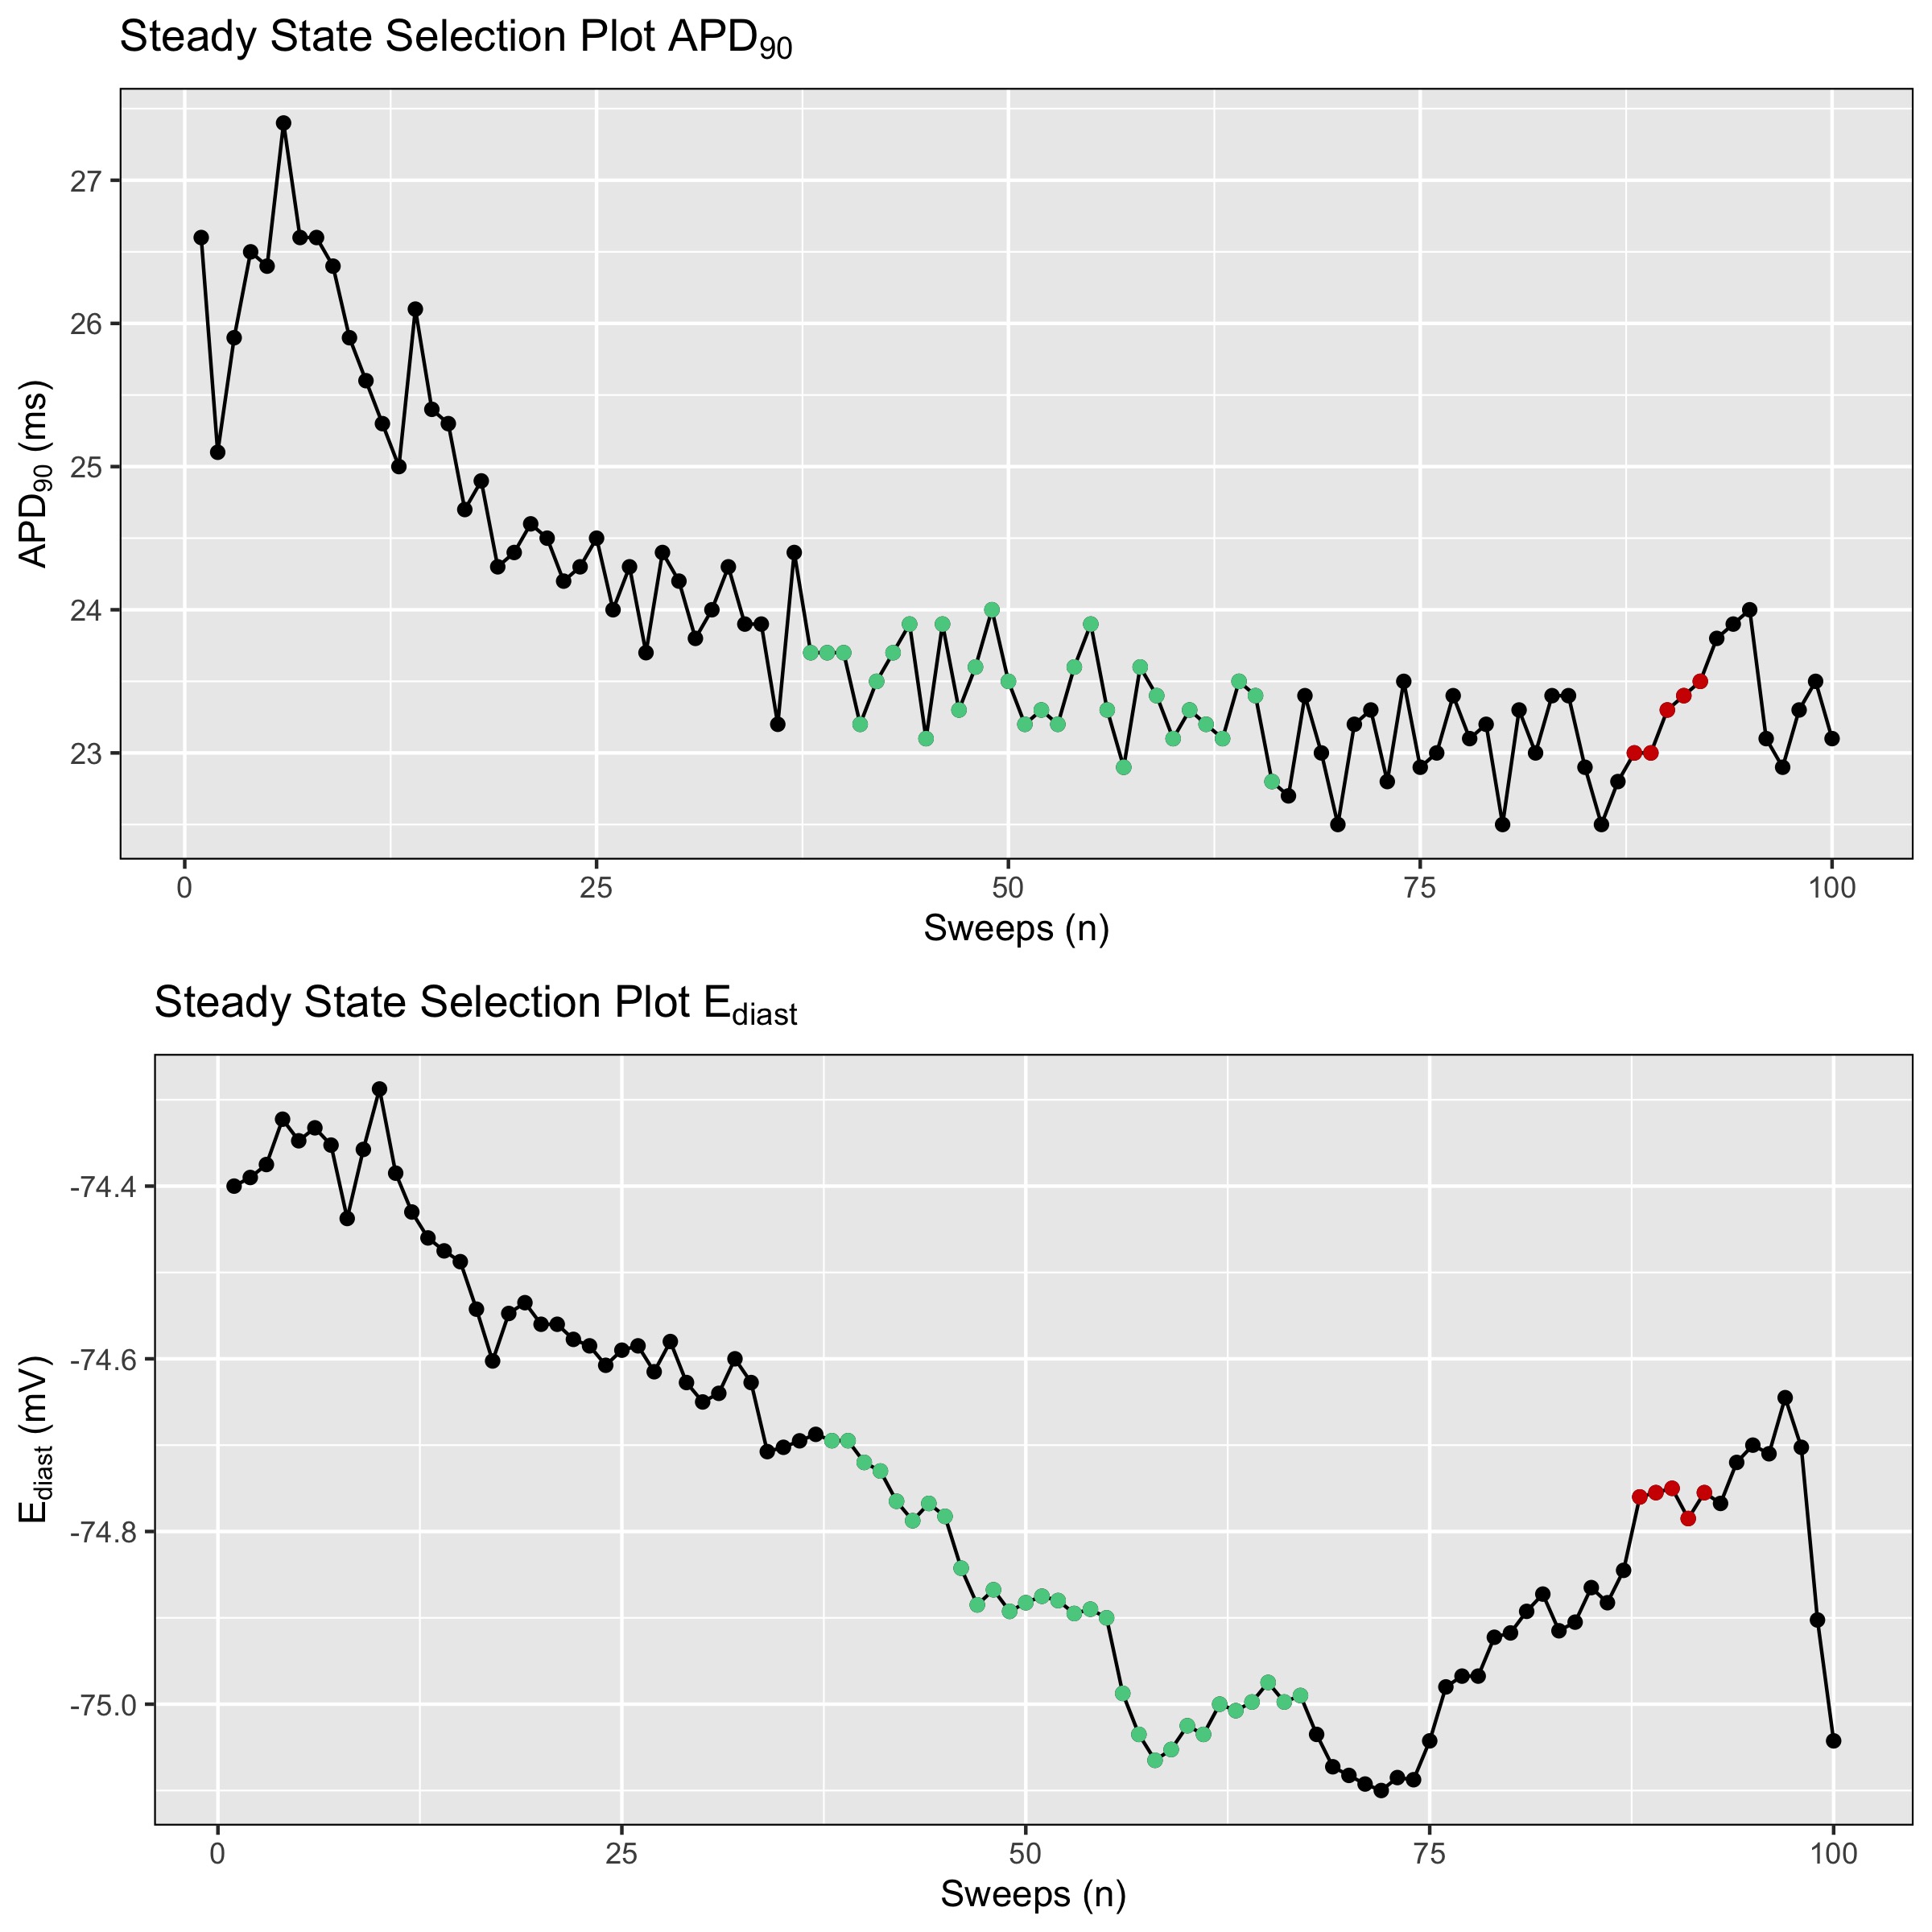 Steady State Selection Plot APD90
27
26
25
24
23
APD90 (ms)
0 25 50 75 100
Sweeps (n)
Steady State Selection Plot Ediast
-74.4
-74.6
-74.8
-75.0
Ediast (mV)
0 25 50 75 100
Sweeps (n)